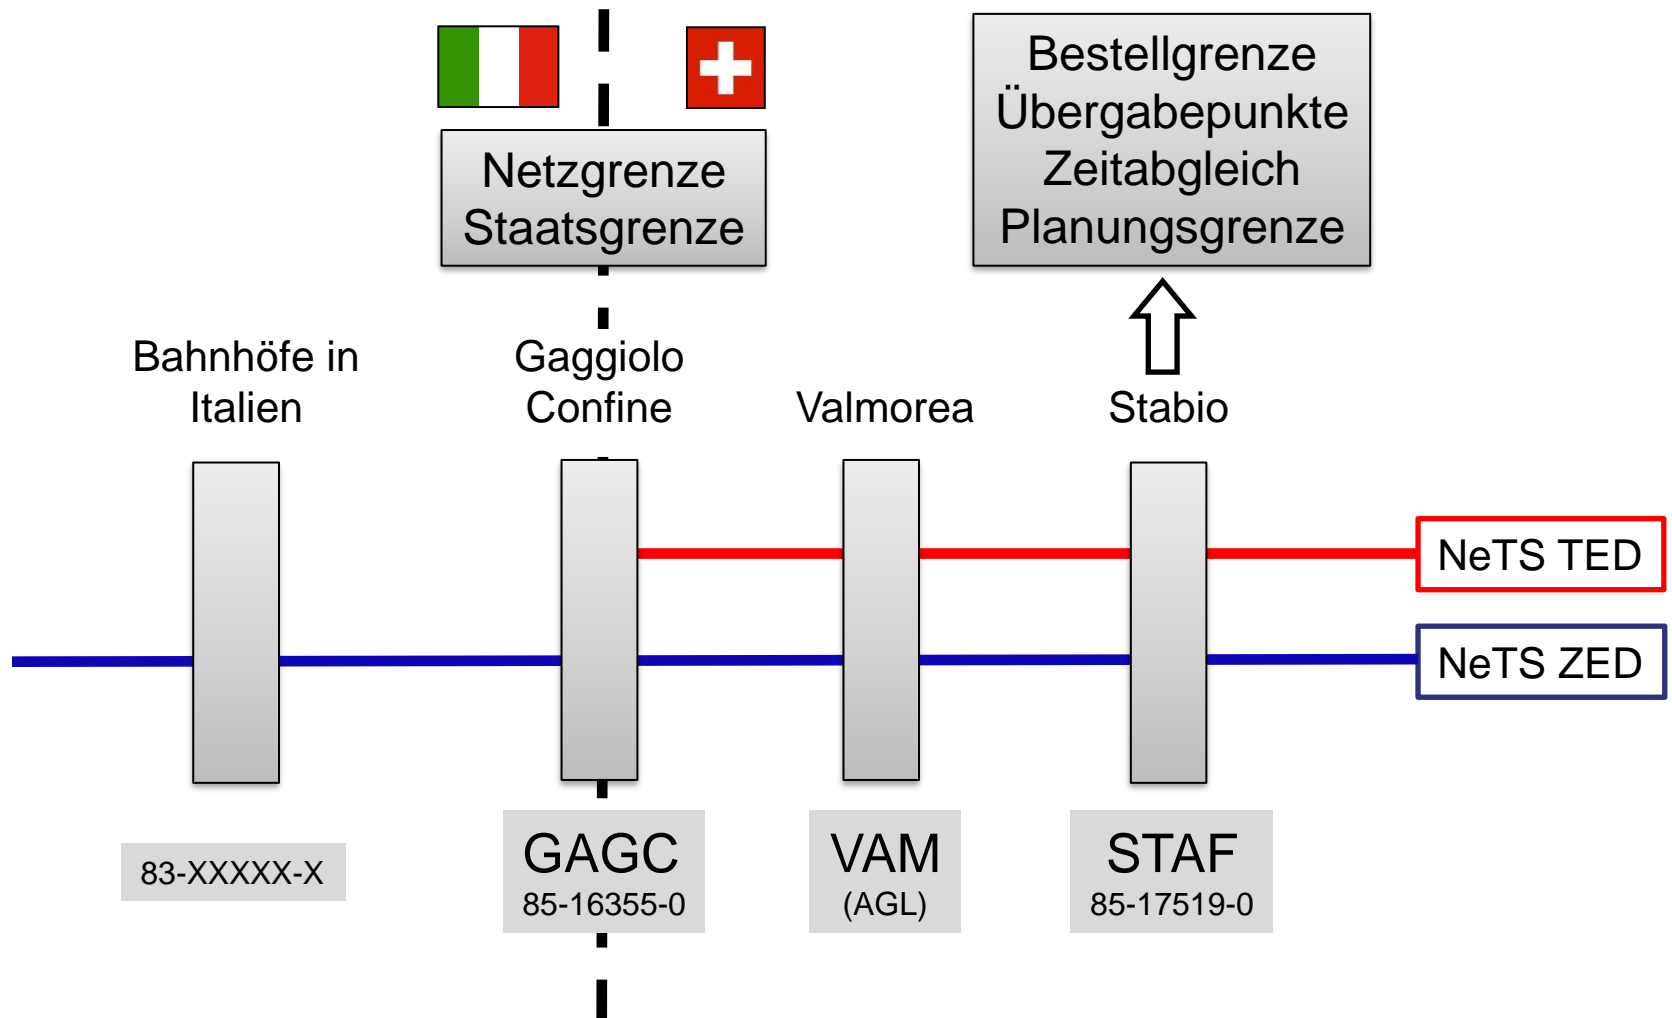 Netzgrenze
Staatsgrenze
Bestellgrenze
Übergabepunkte
Zeitabgleich
Planungsgrenze
Bahnhöfe in
Italien
Gaggiolo
Confine
Valmorea
Stabio
NeTS TED
NeTS ZED
83-XXXXX-X
GAGC
85-16355-0
VAM
(AGL)
STAF
85-17519-0